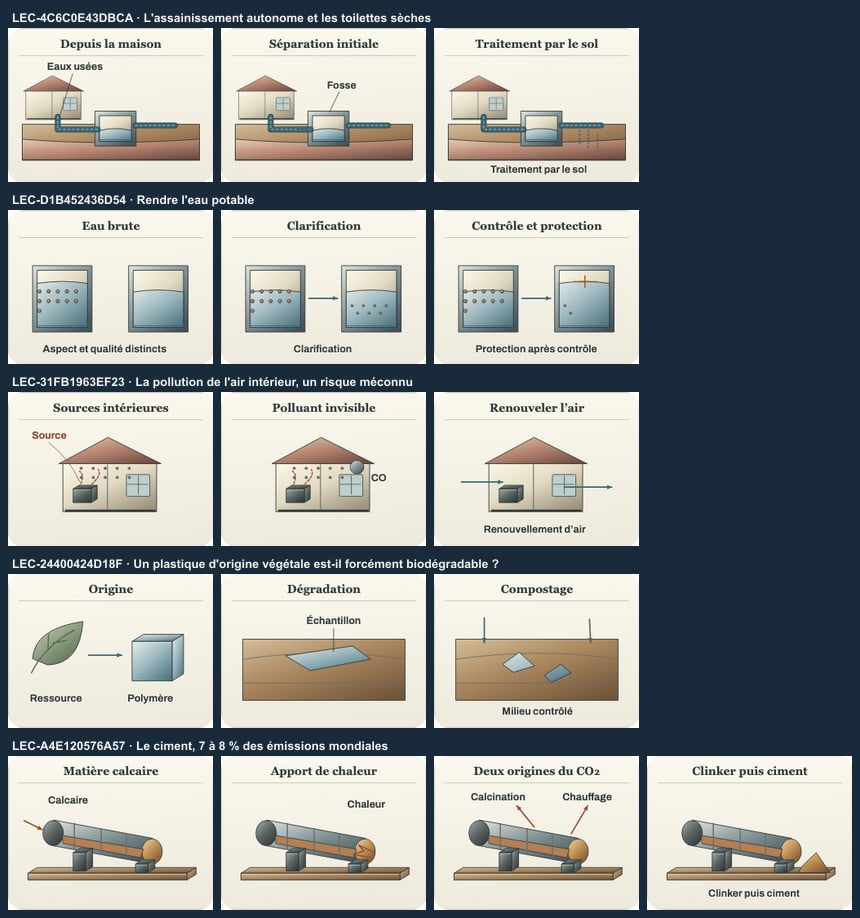 LEC-4C6C0E43DBCA · L'assainissement autonome et les toilettes sèches
Depuis la maison
Séparation initiale
Traitement par le sol
Eaux usées
Fosse
Traitement par le sol
LEC-D1B452436D54 · Rendre l'eau potable
Eau brute
Clarification
Contrôle et protection
Aspect et qualité distincts
Clarification
Protection après contrôle
LEC-31FB1963EF23 · La pollution de l'air intérieur, un risque méconnu
Sources intérieures
Polluant invisible
Renouveler l’air
Source
CO
Renouvellement d’air
LEC-24400424D18F · Un plastique d'origine végétale est-il forcément biodégradable ?
Origine
Dégradation
Compostage
Échantillon
Ressource
Polymère
Milieu contrôlé
LEC-A4E120576A57 · Le ciment, 7 à 8 % des émissions mondiales
Matière calcaire
Apport de chaleur
Deux origines du CO₂
Clinker puis ciment
Calcaire
Chaleur
Calcination
Chauffage
Clinker puis ciment